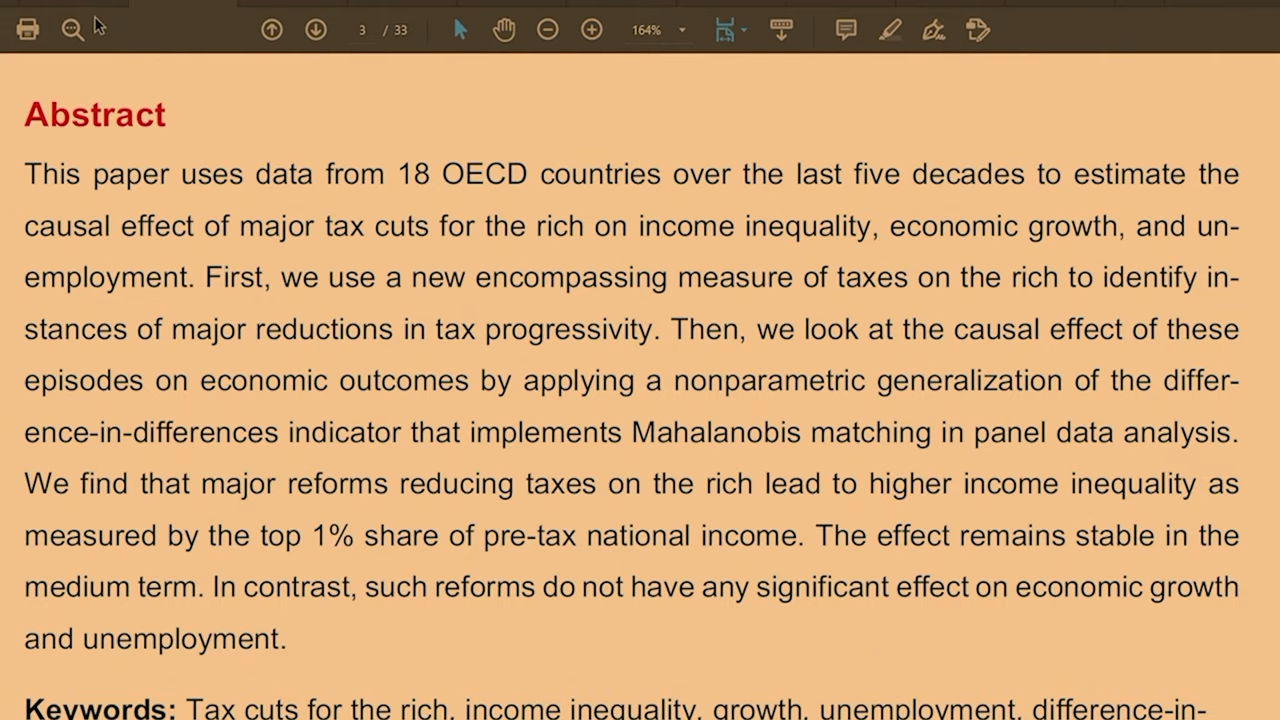 3 / 33
164%
Abstract
This paper uses data from 18 OECD countries over the last five decades to estimate the
causal effect of major tax cuts for the rich on income inequality, economic growth, and un-
employment. First, we use a new encompassing measure of taxes on the rich to identify in-
stances of major reductions in tax progressivity. Then, we look at the causal effect of these
episodes on economic outcomes by applying a nonparametric generalization of the differ-
ence-in-differences indicator that implements Mahalanobis matching in panel data analysis.
We find that major reforms reducing taxes on the rich lead to higher income inequality as
measured by the top 1% share of pre-tax national income. The effect remains stable in the
medium term. In contrast, such reforms do not have any significant effect on economic growth
and unemployment.
Keywords: Tax cuts for the rich, income inequality, growth, unemployment, difference-in-